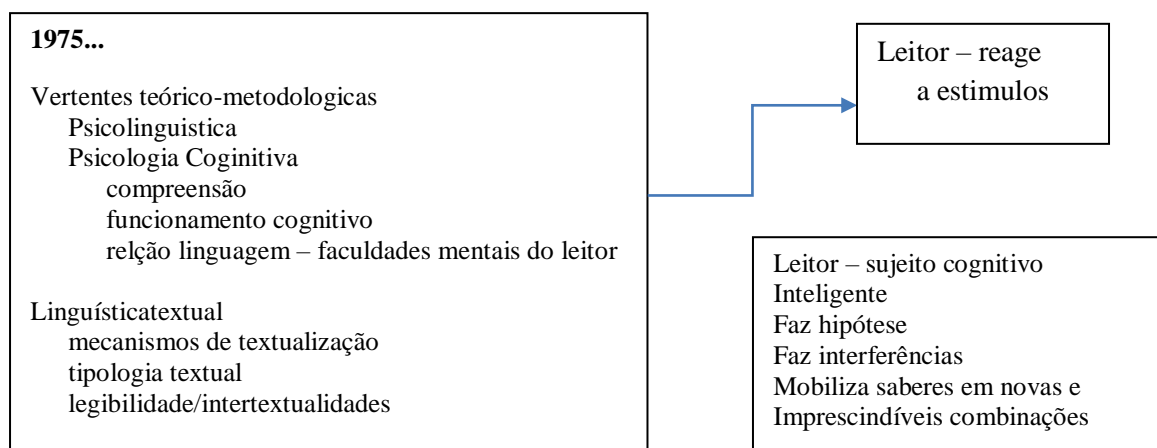 1975...
Vertentes teórico-metodologicas
Psicolinguistica
Psicologia Coginitiva
compreensão
funcionamento cognitivo
relção linguagem – faculdades mentais do leitor
Linguísticatextual
mecanismos de textualização
tipologia textual
legibilidade/intertextualidades
Leitor – reage
a estimulos
Leitor – sujeito cognitivo
Inteligente
Faz hipótese
Faz interferências
Mobiliza saberes em novas e
Imprescindíveis combinações